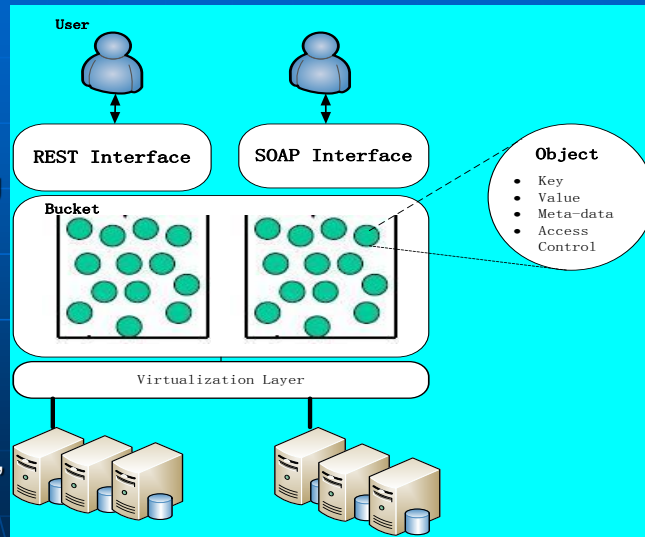 User
REST Interface
SOAP Interface
Object
• Key
• Value
• Meta-data
• Access
Control
Bucket
Virtualization Layer